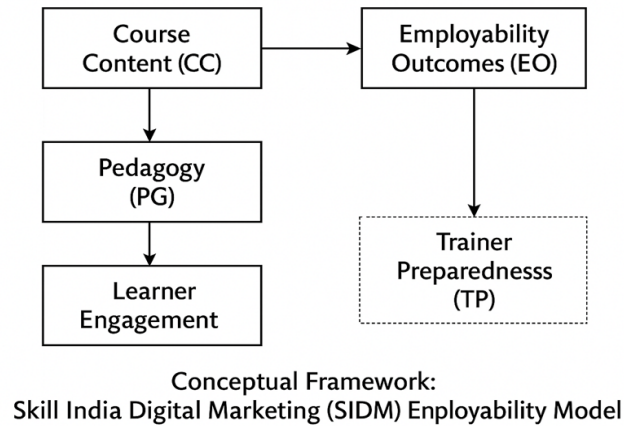 Course
Content (CC)
Employability
Outcomes (EO)
Pedagogy
(PG)
Trainer
Preparednesss
(TP)
Learner
Engagement
Conceptual Framework:
Skill India Digital Marketing (SIDM) Enployability Model